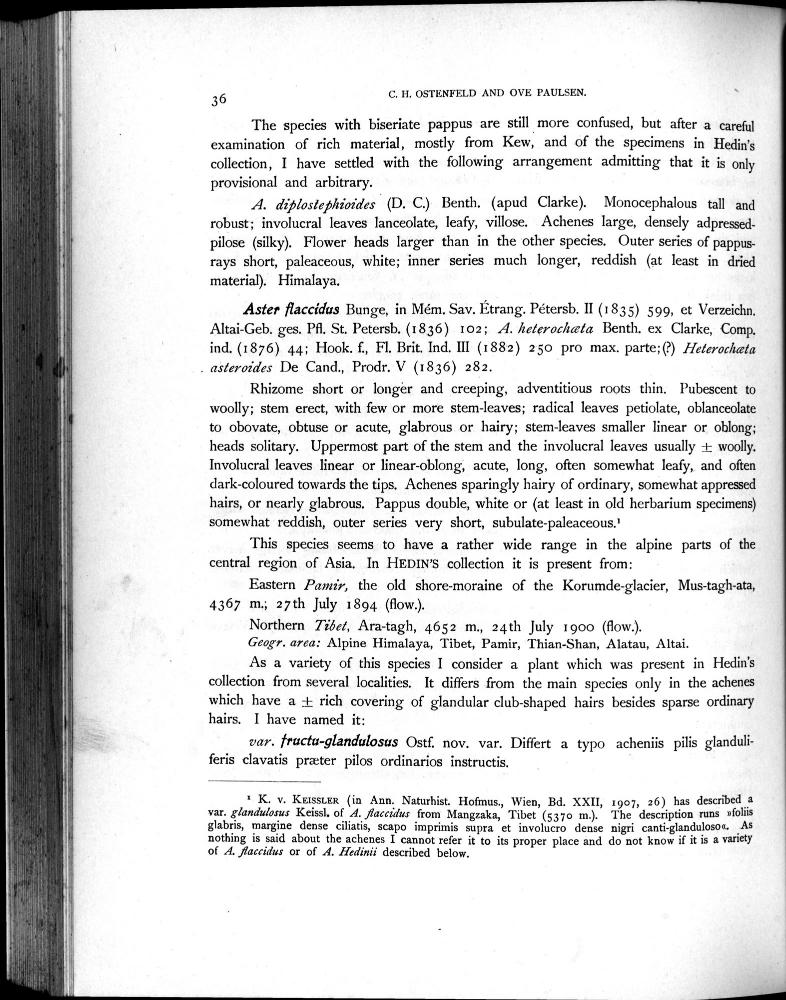 36
C. H. OSTENFELD AND OVE PAULSEN.
The species with biseriate pappus are still more confused, but after a careful
examination of rich material, mostly from Kew, and of the specimens in Hedin's
collection, I have settled with the following arrangement admitting that it is only
provisional and arbitrary.
A. diplostephioides (D. C.) Benth. (apud Clarke). Monocephalous tall and
robust; involucral leaves lanceolate, leafy, villose. Achenes large, densely adpressed-
pilose (silky). Flower heads larger than in the other species. Outer series of pappus-
rays short, paleaceous, white; inner series much longer, reddish (at least in dried
material). Himalaya.
Aster flaccidus Bunge, in Mém. Sav. Étrang. Pétersb. II (1835) 599, et Verzeichn.
Altai-Geb. ges. Pfl. St. Petersb. (1836) 102; A. heterochæta Benth. ex Clarke, Comp.
ind. (1876) 44; Hook. f., Fl. Brit. Ind. III (1882) 250 pro max. parte; (?) Heterochæta
asteroides De Cand., Prodr. V (1836) 282.
Rhizome short or longer and creeping, adventitious roots thin. Pubescent to
woolly; stem erect, with few or more stem-leaves; radical leaves petiolate, oblanceolate
to obovate, obtuse or acute, glabrous or hairy; stem-leaves smaller linear or oblong;
heads solitary. Uppermost part of the stem and the involucral leaves usually ± woolly.
Involucral leaves linear or linear-oblong, acute, long, often somewhat leafy, and often
dark-coloured towards the tips. Achenes sparingly hairy of ordinary, somewhat appressed
hairs, or nearly glabrous. Pappus double, white or (at least in old herbarium specimens)
somewhat reddish, outer series very short, subulate-paleaceous.¹
This species seems to have a rather wide range in the alpine parts of the
central region of Asia. In HEDIN'S collection it is present from:
Eastern Pamir, the old shore-moraine of the Korumde-glacier, Mus-tagh-ata,
4367 m.; 27th July 1894 (flow.).
Northern Tibet, Ara-tagh, 4652 m., 24th July 1900 (flow.).
Geogr. area: Alpine Himalaya, Tibet, Pamir, Thian-Shan, Alatau, Altai.
As a variety of this species I consider a plant which was present in Hedin's
collection from several localities. It differs from the main species only in the achenes
which have a ± rich covering of glandular club-shaped hairs besides sparse ordinary
hairs. I have named it:
var. fructu-glandulosus Ostf. nov. var. Differt a typo acheniis pilis glanduli-
feris clavatis præter pilos ordinarios instructis.
¹ K. v. KEISSLER (in Ann. Naturhist. Hofmus., Wien, Bd. XXII, 1907, 26) has described a
var. glandulosus Keissl. of A. flaccidus from Mangzaka, Tibet (5370 m.). The description runs »foliis
glabris, margine dense ciliatis, scapo imprimis supra et involucro dense nigri canti-glanduloso«. As
nothing is said about the achenes I cannot refer it to its proper place and do not know if it is a variety
of A. flaccidus or of A. Hedinii described below.